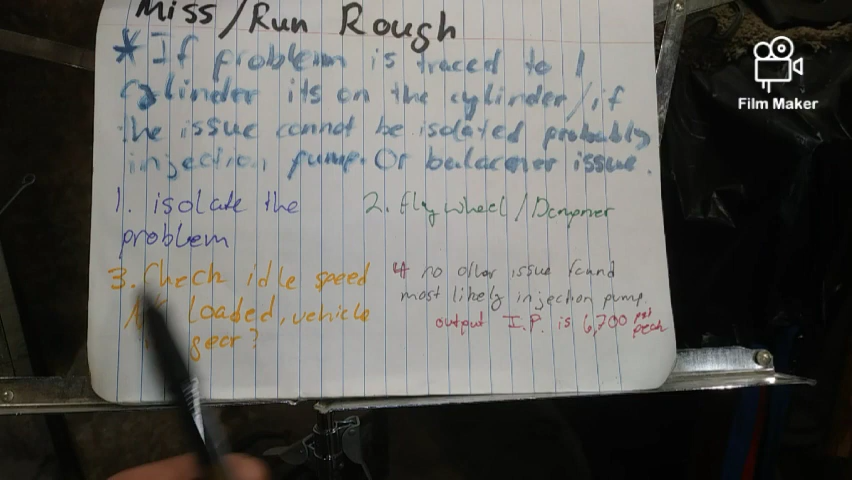 Miss/Run Rough
* If problem is traced to 1
cylinder its on the cylinder/if
the issue cannot be isolated probably
injection pump. Or balancer issue.
1. isolate the
problem
2. Flywheel/Dampner
3. Check idle speed
loaded, vehicle
gear?
4 no other issue found
most likely injection pump.
output I.P. is 6,700 psi
peak
Film Maker